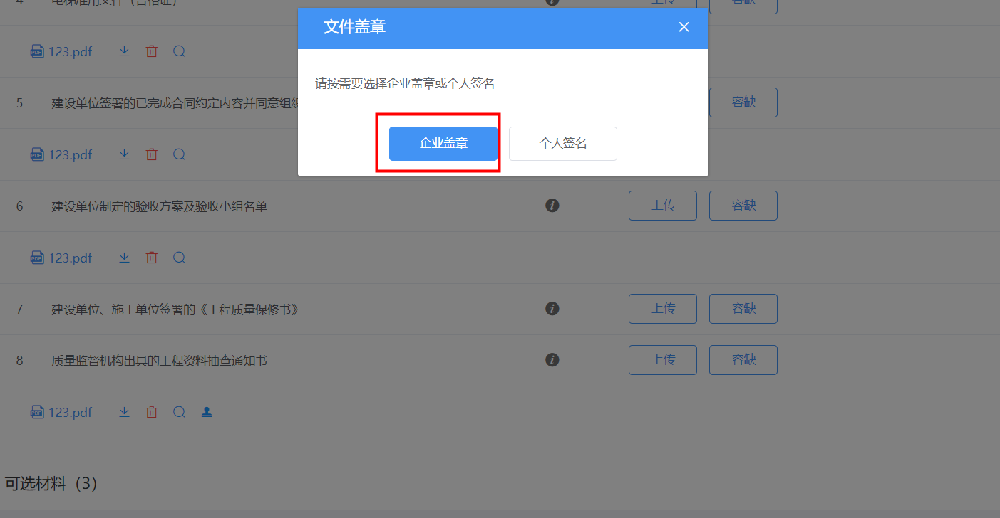 4 电梯准用文件（合格证） 上传 容缺
文件盖章
123.pdf
请按需要选择企业盖章或个人签名
5 建设单位签署的已完成合同约定内容并同意组织 容缺
企业盖章 个人签名
123.pdf
6 建设单位制定的验收方案及验收小组名单 上传 容缺
123.pdf
7 建设单位、施工单位签署的《工程质量保修书》 上传 容缺
8 质量监督机构出具的工程资料抽查通知书 上传 容缺
123.pdf
可选材料（3）